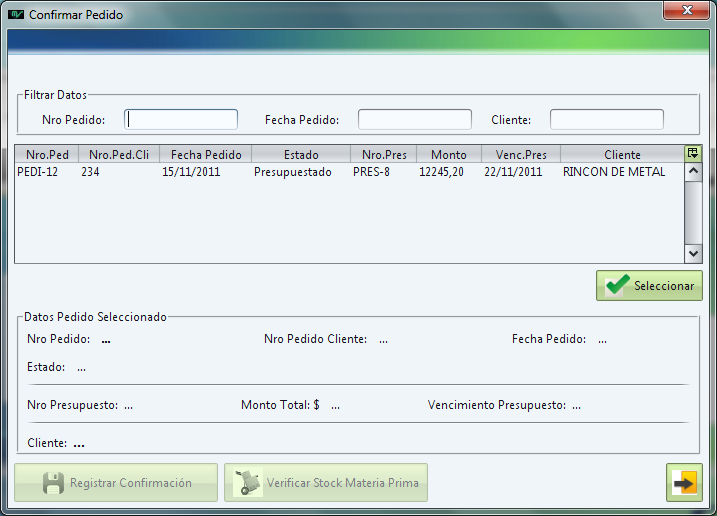 Confirmar Pedido
Filtrar Datos
Nro Pedido: Fecha Pedido: Cliente:
Nro.Ped Nro.Ped.Cli Fecha Pedido Estado Nro.Pres Monto Venc.Pres Cliente
PEDI-12 234 15/11/2011 Presupuestado PRES-8 12245,20 22/11/2011 RINCON DE METAL
Seleccionar
Datos Pedido Seleccionado
Nro Pedido: ... Nro Pedido Cliente: ... Fecha Pedido: ...
Estado: ...
Nro Presupuesto: ... Monto Total: $ ... Vencimiento Presupuesto: ...
Cliente: ...
Registrar Confirmación Verificar Stock Materia Prima